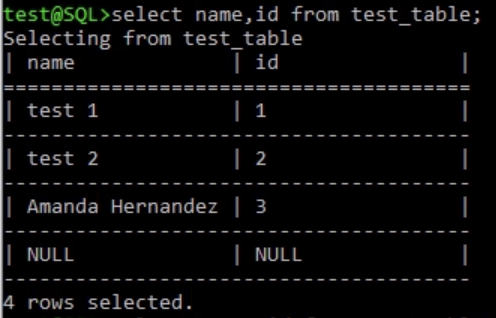 test@SQL>select name,id from test_table;
Selecting from test_table
| name | id |
=======================================
| test 1 | 1 |
---------------------------------------
| test 2 | 2 |
---------------------------------------
| Amanda Hernandez | 3 |
---------------------------------------
| NULL | NULL |
---------------------------------------
4 rows selected.